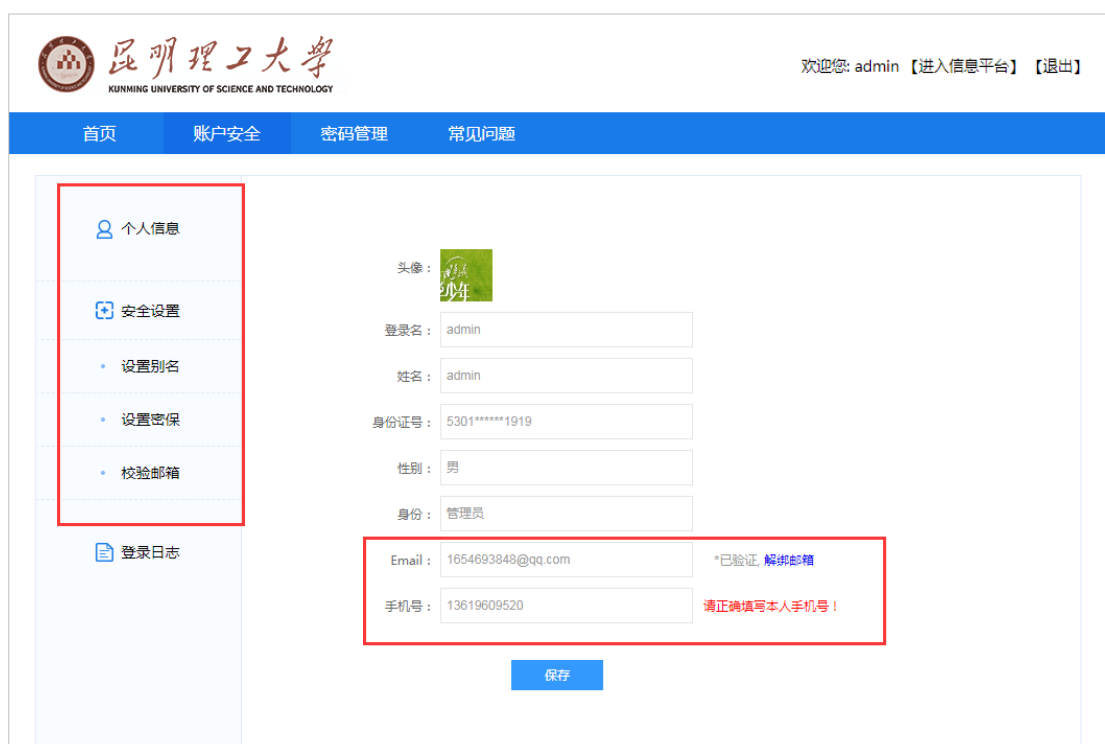 昆明理工大学
KUNMING UNIVERSITY OF SCIENCE AND TECHNOLOGY
欢迎您: admin 【进入信息平台】 【退出】
首页 账户安全 密码管理 常见问题
个人信息
安全设置
设置别名
设置密保
校验邮箱
登录日志
头像：
少年
登录名： admin
姓名： admin
身份证号： 5301******1919
性别： 男
身份： 管理员
Email： 1654693848@qq.com *已验证, 解绑邮箱
手机号： 13619609520 请正确填写本人手机号！
保存